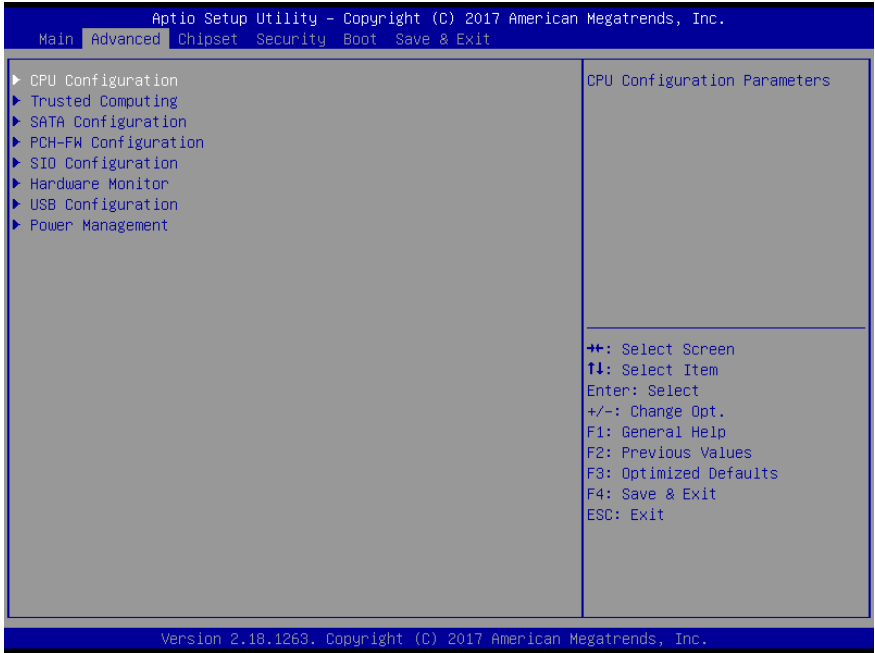 Aptio Setup Utility – Copyright (C) 2017 American Megatrends, Inc.
Main Advanced Chipset Security Boot Save & Exit
▶ CPU Configuration
▶ Trusted Computing
▶ SATA Configuration
▶ PCH-FW Configuration
▶ SIO Configuration
▶ Hardware Monitor
▶ USB Configuration
▶ Power Management
CPU Configuration Parameters
→←: Select Screen
↑↓: Select Item
Enter: Select
+/-: Change Opt.
F1: General Help
F2: Previous Values
F3: Optimized Defaults
F4: Save & Exit
ESC: Exit
Version 2.18.1263. Copyright (C) 2017 American Megatrends, Inc.